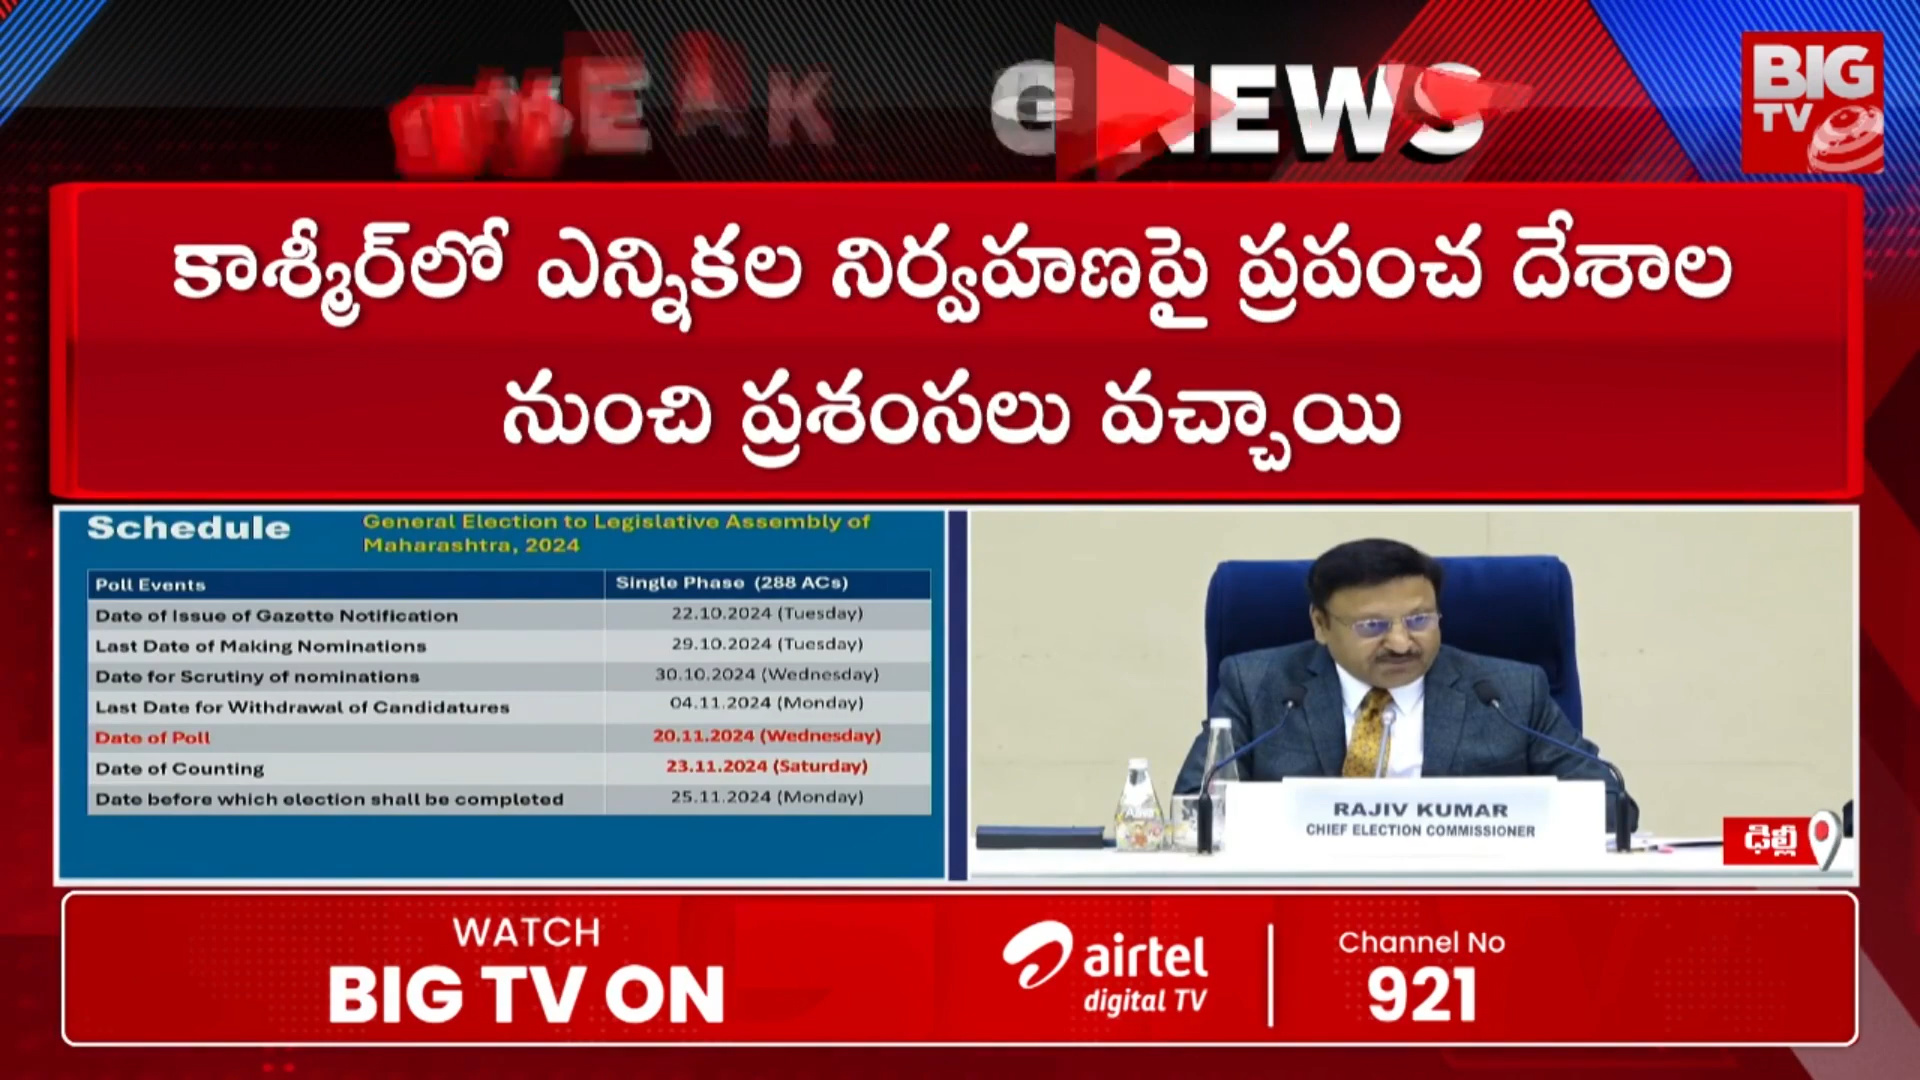 NEWS
BIG
TV
కాశ్మీర్‌లో ఎన్నికల నిర్వహణపై ప్రపంచ దేశాల
నుంచి ప్రశంసలు వచ్చాయి
Schedule
General Election to Legislative Assembly of
Maharashtra, 2024
Poll Events Single Phase (288 ACs)
Date of Issue of Gazette Notification 22.10.2024 (Tuesday)
Last Date of Making Nominations 29.10.2024 (Tuesday)
Date for Scrutiny of nominations 30.10.2024 (Wednesday)
Last Date for Withdrawal of Candidatures 04.11.2024 (Monday)
Date of Poll 20.11.2024 (Wednesday)
Date of Counting 23.11.2024 (Saturday)
Date before which election shall be completed 25.11.2024 (Monday)
RAJIV KUMAR
CHIEF ELECTION COMMISSIONER
ఢిల్లీ
WATCH
BIG TV ON
airtel
digital TV
Channel No
921